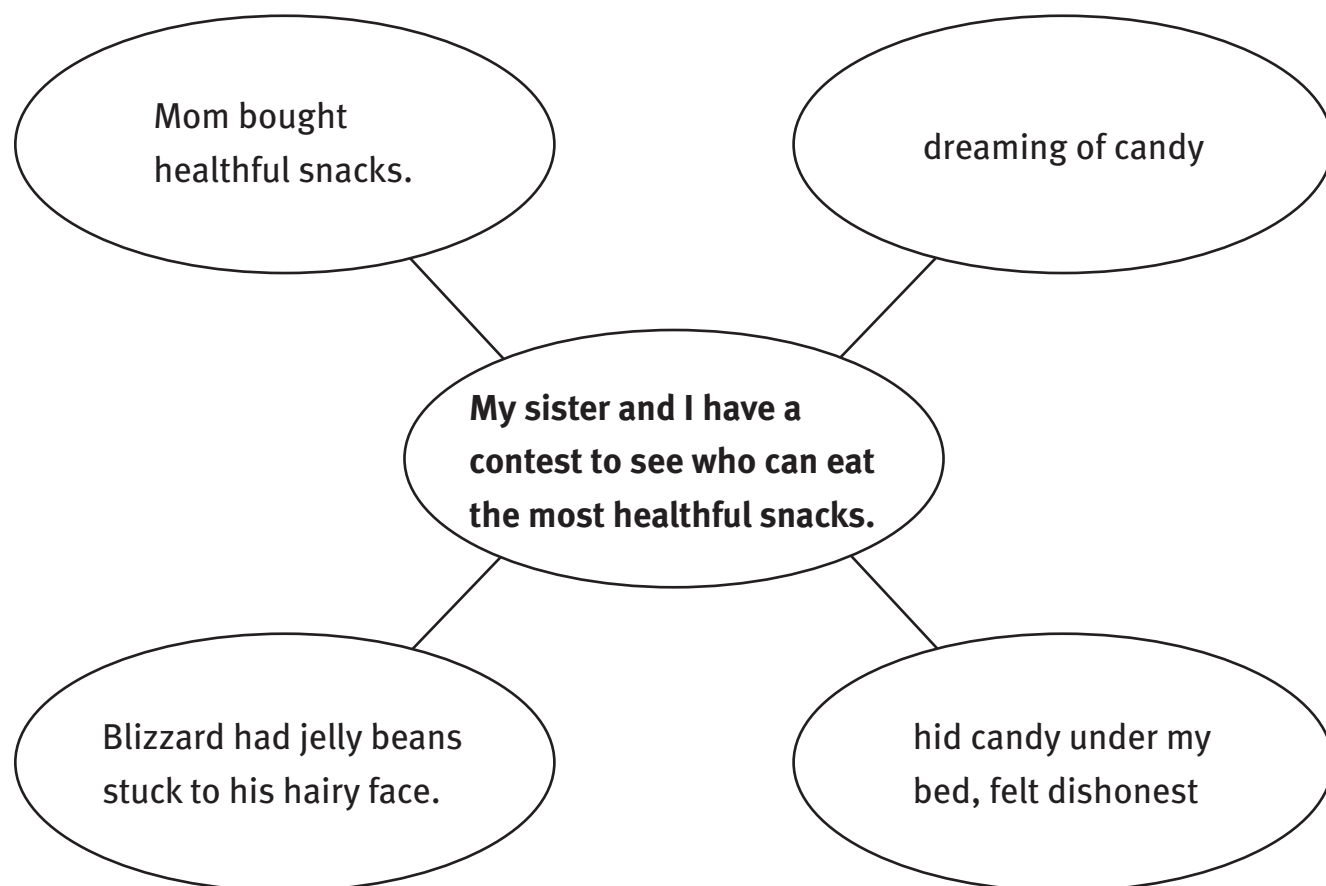 Mom bought
healthful snacks.
dreaming of candy
My sister and I have a
contest to see who can eat
the most healthful snacks.
Blizzard had jelly beans
stuck to his hairy face.
hid candy under my
bed, felt dishonest